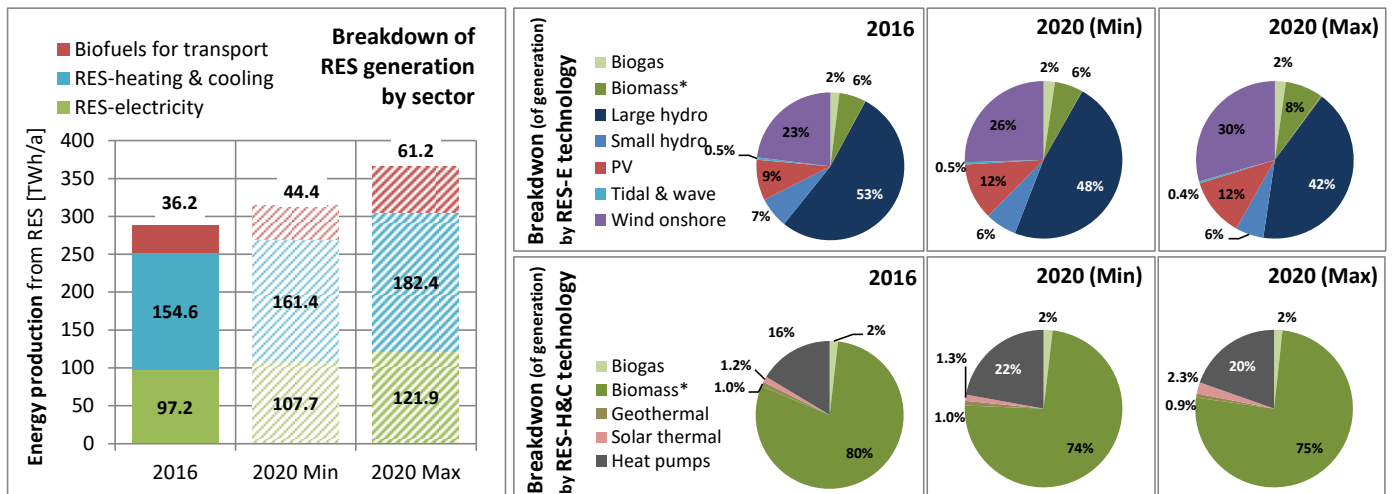 Breakdown of
RES generation
by sector
Biofuels for transport
RES-heating & cooling
RES-electricity
Energy production from RES [TWh/a]
400
350
300
250
200
150
100
50
0
36.2
154.6
97.2
44.4
161.4
107.7
61.2
182.4
121.9
2016
2020 Min
2020 Max
Breakdwon (of generation)
by RES-E technology
Biogas
Biomass*
Large hydro
Small hydro
PV
Tidal & wave
Wind onshore
2016
2%
6%
53%
7%
9%
0.5%
23%
2020 (Min)
2%
6%
48%
6%
12%
0.5%
26%
2020 (Max)
2%
8%
42%
6%
12%
0.4%
30%
Breakdwon (of generation)
by RES-H&C technology
Biogas
Biomass*
Geothermal
Solar thermal
Heat pumps
2016
2%
80%
1.0%
1.2%
16%
2020 (Min)
2%
74%
1.0%
1.3%
22%
2020 (Max)
2%
75%
0.9%
2.3%
20%